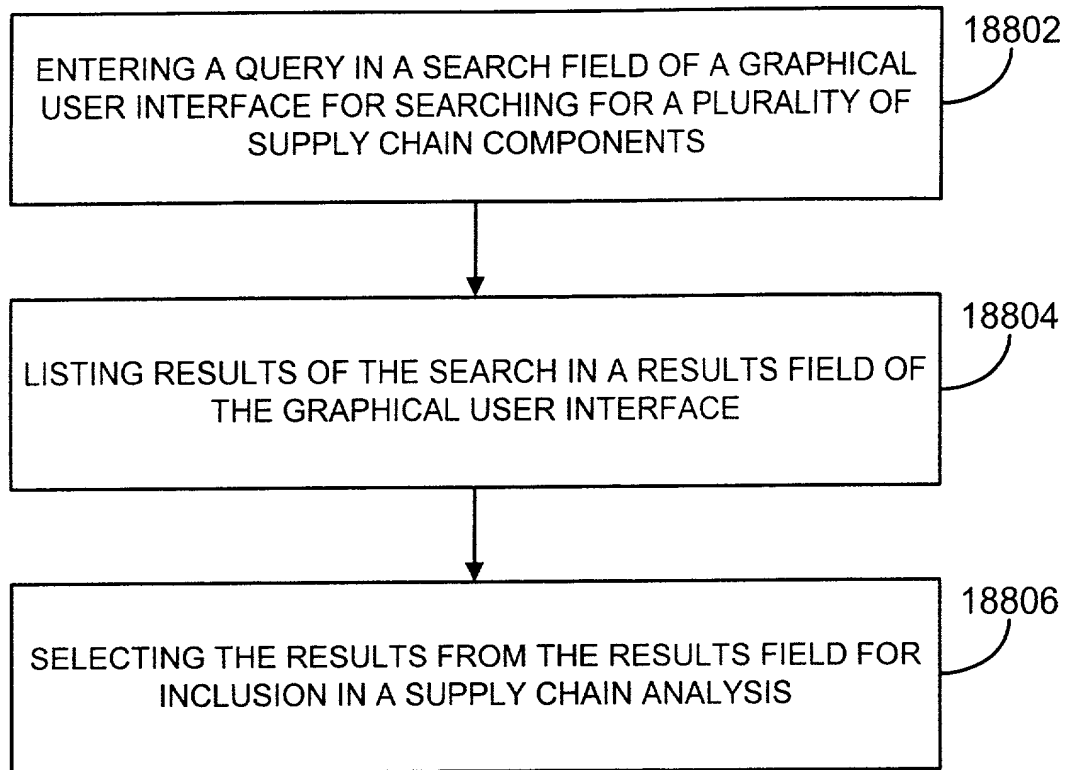 18802
ENTERING A QUERY IN A SEARCH FIELD OF A GRAPHICAL
USER INTERFACE FOR SEARCHING FOR A PLURALITY OF
SUPPLY CHAIN COMPONENTS
18804
LISTING RESULTS OF THE SEARCH IN A RESULTS FIELD OF
THE GRAPHICAL USER INTERFACE
18806
SELECTING THE RESULTS FROM THE RESULTS FIELD FOR
INCLUSION IN A SUPPLY CHAIN ANALYSIS